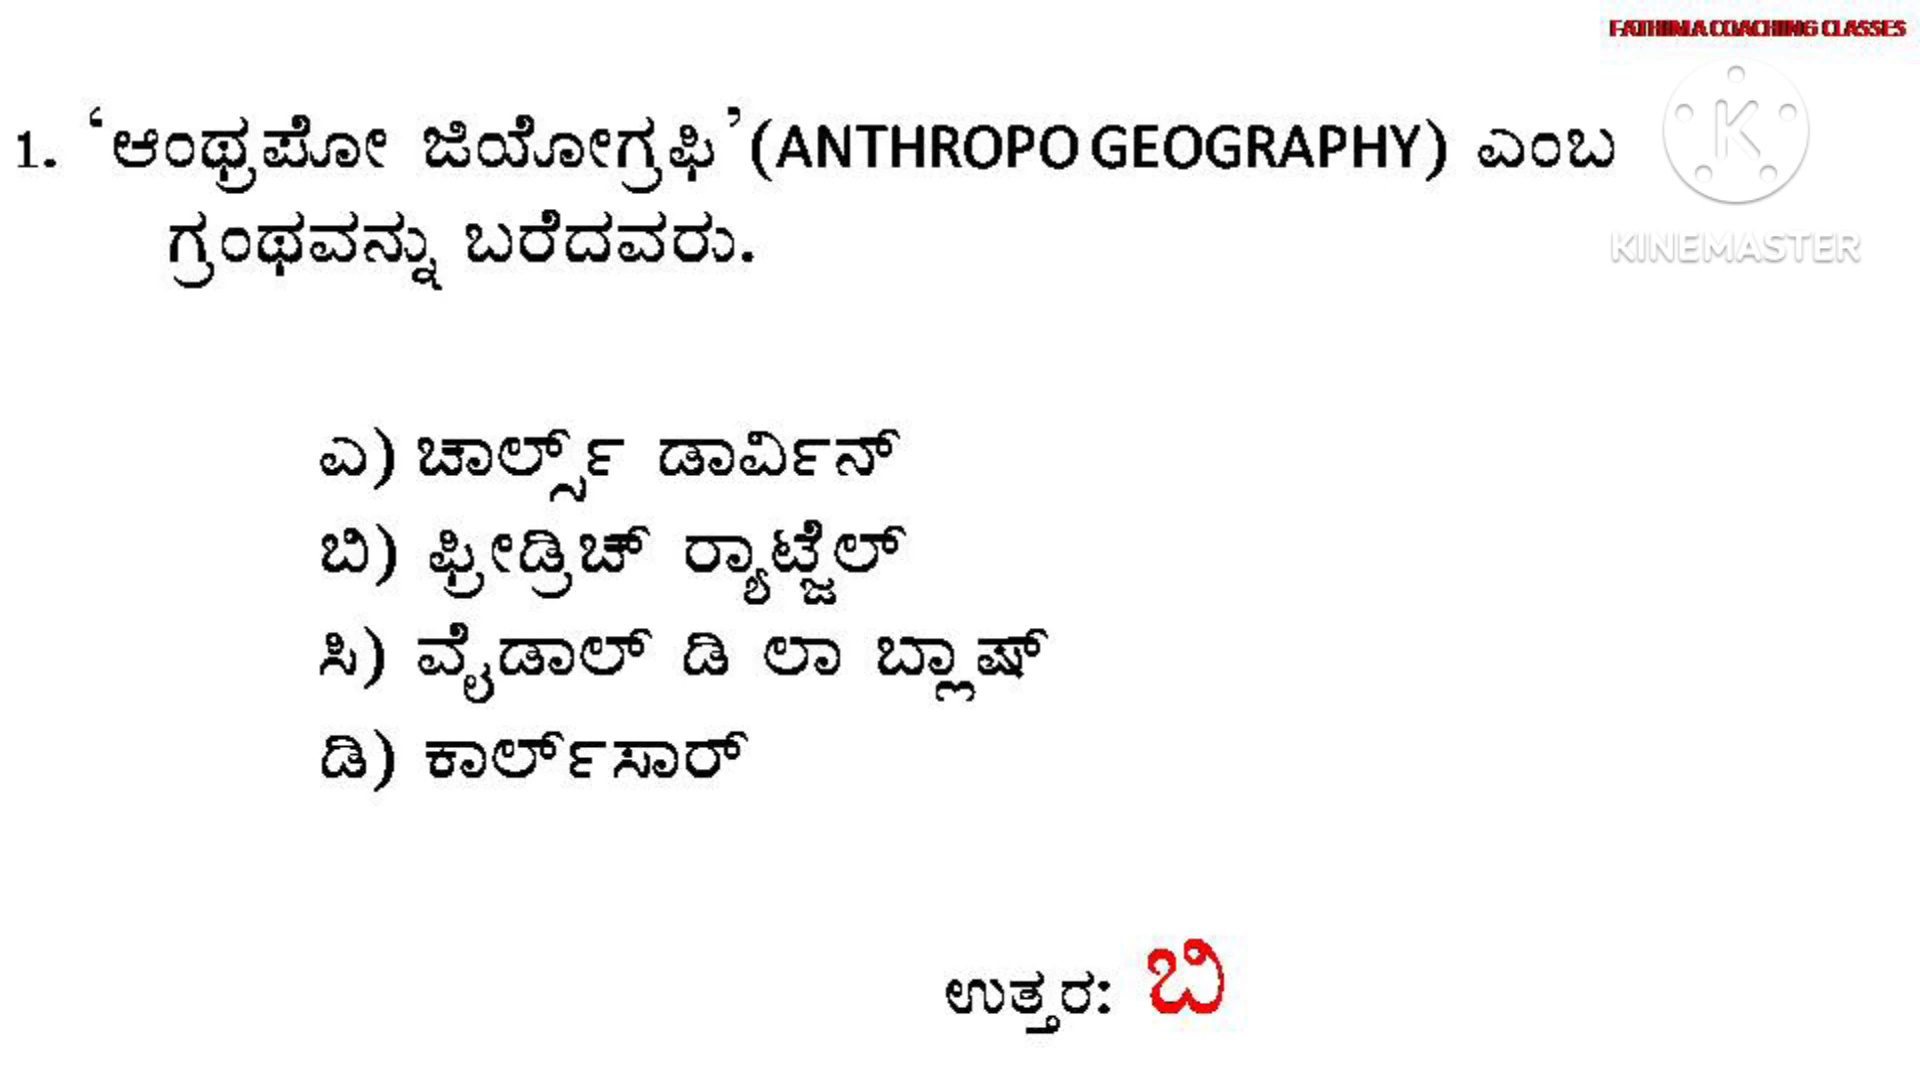 FATHIMA COACHING CLASSES
1. ‘ಆಂಥ್ರಪೋ ಜಿಯೋಗ್ರಫಿ’(ANTHROPO GEOGRAPHY) ಎಂಬ
ಗ್ರಂಥವನ್ನು ಬರೆದವರು.
KINEMASTER
ಎ) ಚಾರ್ಲ್ಸ್ ಡಾರ್ವಿನ್
ಬಿ) ಫ್ರೀಡ್ರಿಚ್ ರ‍್ಯಾಟ್ಜೆಲ್
ಸಿ) ವೈಡಾಲ್ ಡಿ ಲಾ ಬ್ಲಾಷ್
ಡಿ) ಕಾರ್ಲ್‌ಸಾರ್
ಉತ್ತರ: ಬಿ